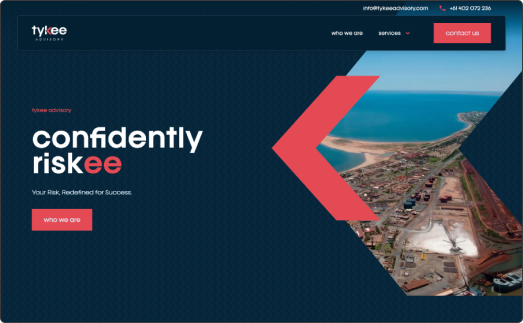 info@tykeeadvisory.com +61 402 072 236
tykee
ADVISORY
who we are services contact us
tykee advisory
confidently
riskee
Your Risk, Redefined for Success.
who we are